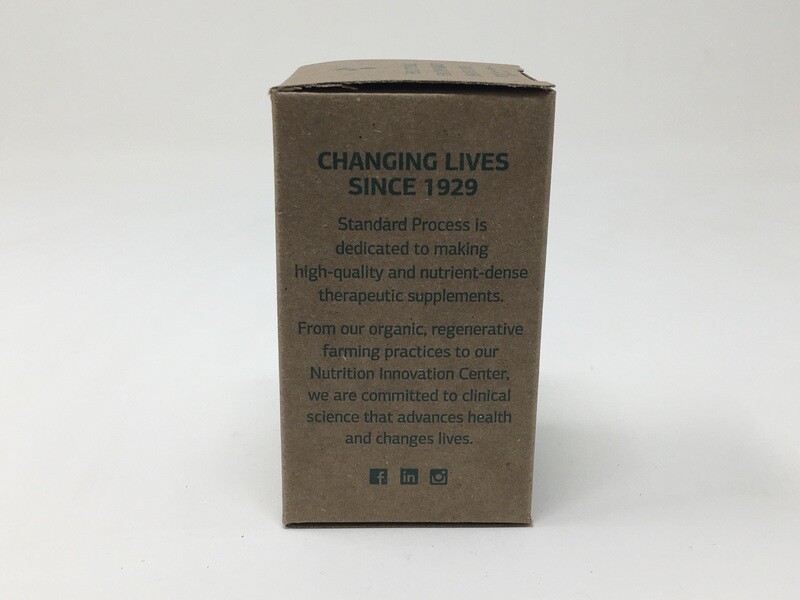 CHANGING LIVES
SINCE 1929
Standard Process is
dedicated to making
high-quality and nutrient-dense
therapeutic supplements.
From our organic, regenerative
farming practices to our
Nutrition Innovation Center,
we are committed to clinical
science that advances health
and changes lives.